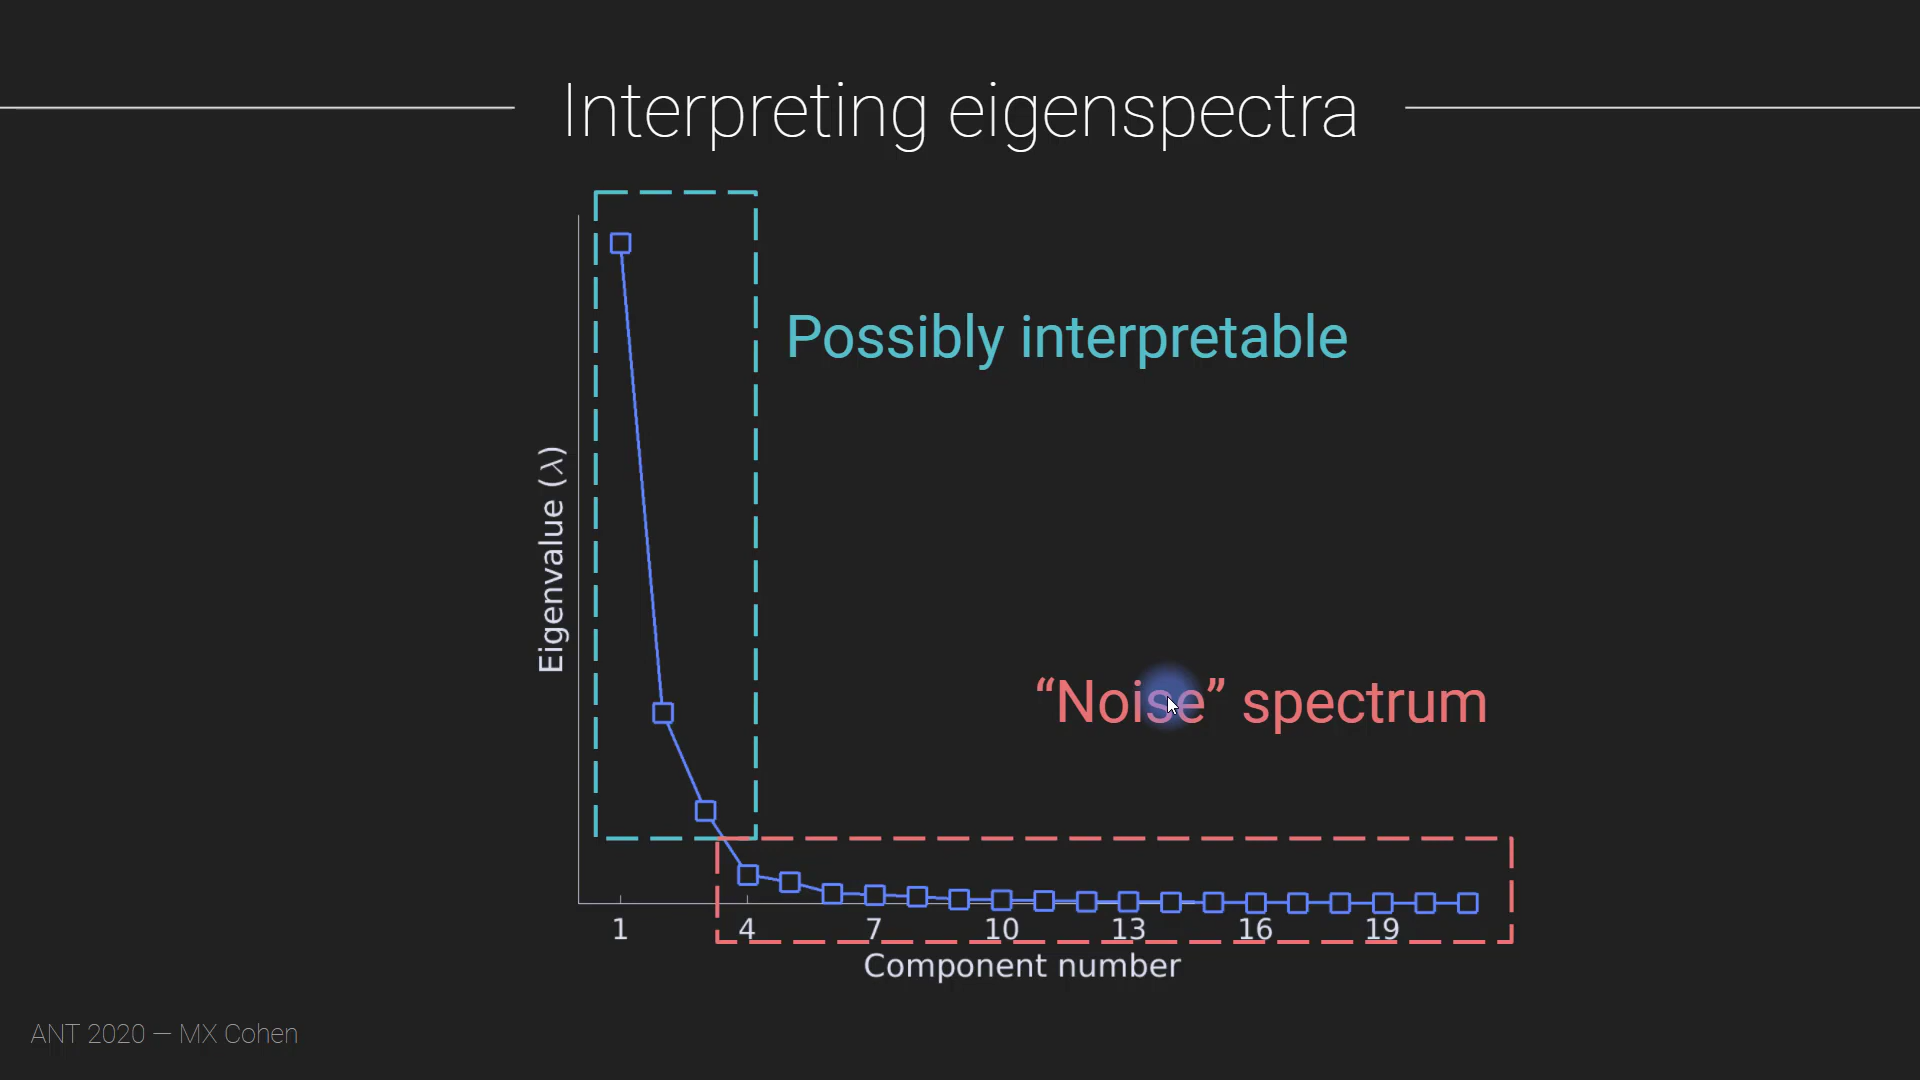 Interpreting eigenspectra
Possibly interpretable
Eigenvalue (λ)
“Noise” spectrum
1 4 7 10 13 16 19
Component number
ANT 2020 — MX Cohen